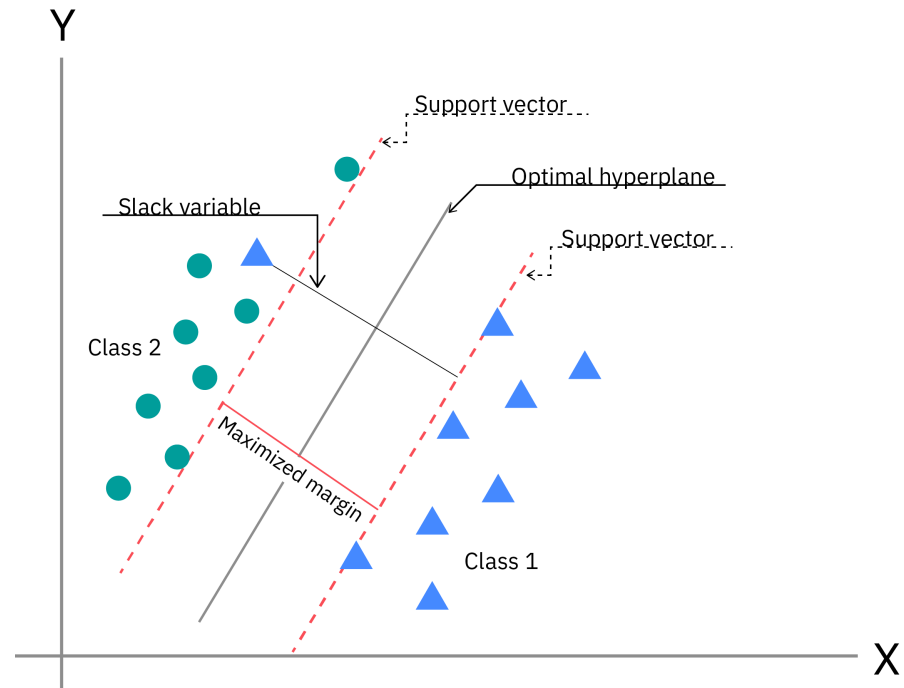 Y
Support vector
Optimal hyperplane
Slack variable
Support vector
Class 2
Maximized margin
Class 1
X